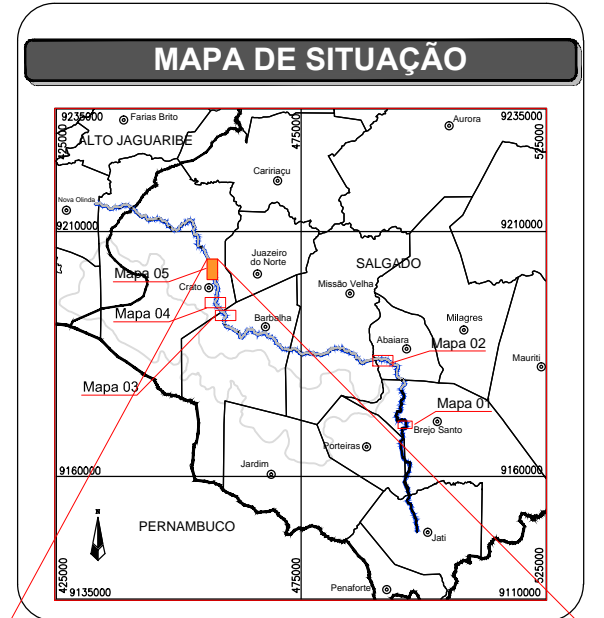 MAPA DE SITUAÇÃO
9235000
Farias Brito
475000
Aurora
9235000
425000
ALTO JAGUARIBE
525000
Caririaçu
Nova Olinda
9210000
9210000
Juazeiro
do Norte
SALGADO
Mapa 05
Crato
Missão Velha
Mapa 04
Barbalha
Milagres
Abaiara
Mapa 02
Mauriti
Mapa 03
Mapa 01
Brejo Santo
Porteiras
Jardim
9160000
9160000
PERNAMBUCO
N
Jati
425000
475000
525000
Penaforte
9135000
9110000